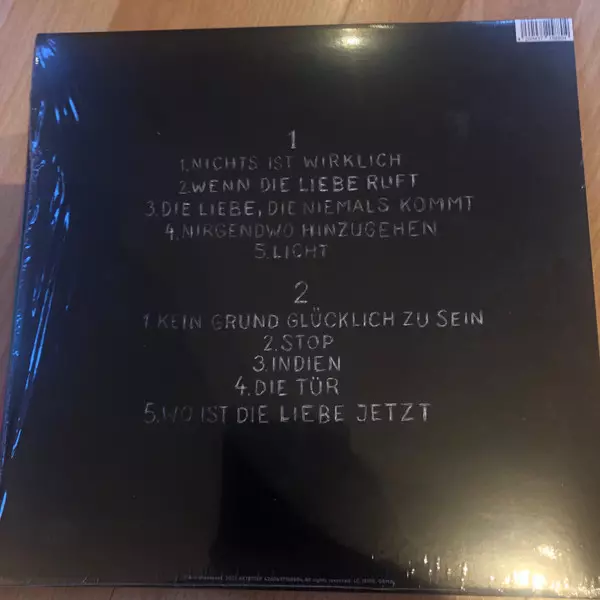 1
1. NICHTS IST WIRKLICH
2. WENN DIE LIEBE RUFT
3. DIE LIEBE, DIE NIEMALS KOMMT
4. NIRGENDWO HINZUGEHEN
5. LICHT
2
1 KEIN GRUND GLÜCKLICH ZU SEIN
2. STOP
3. INDIEN
4. DIE TÜR
5. WO IST DIE LIEBE JETZT